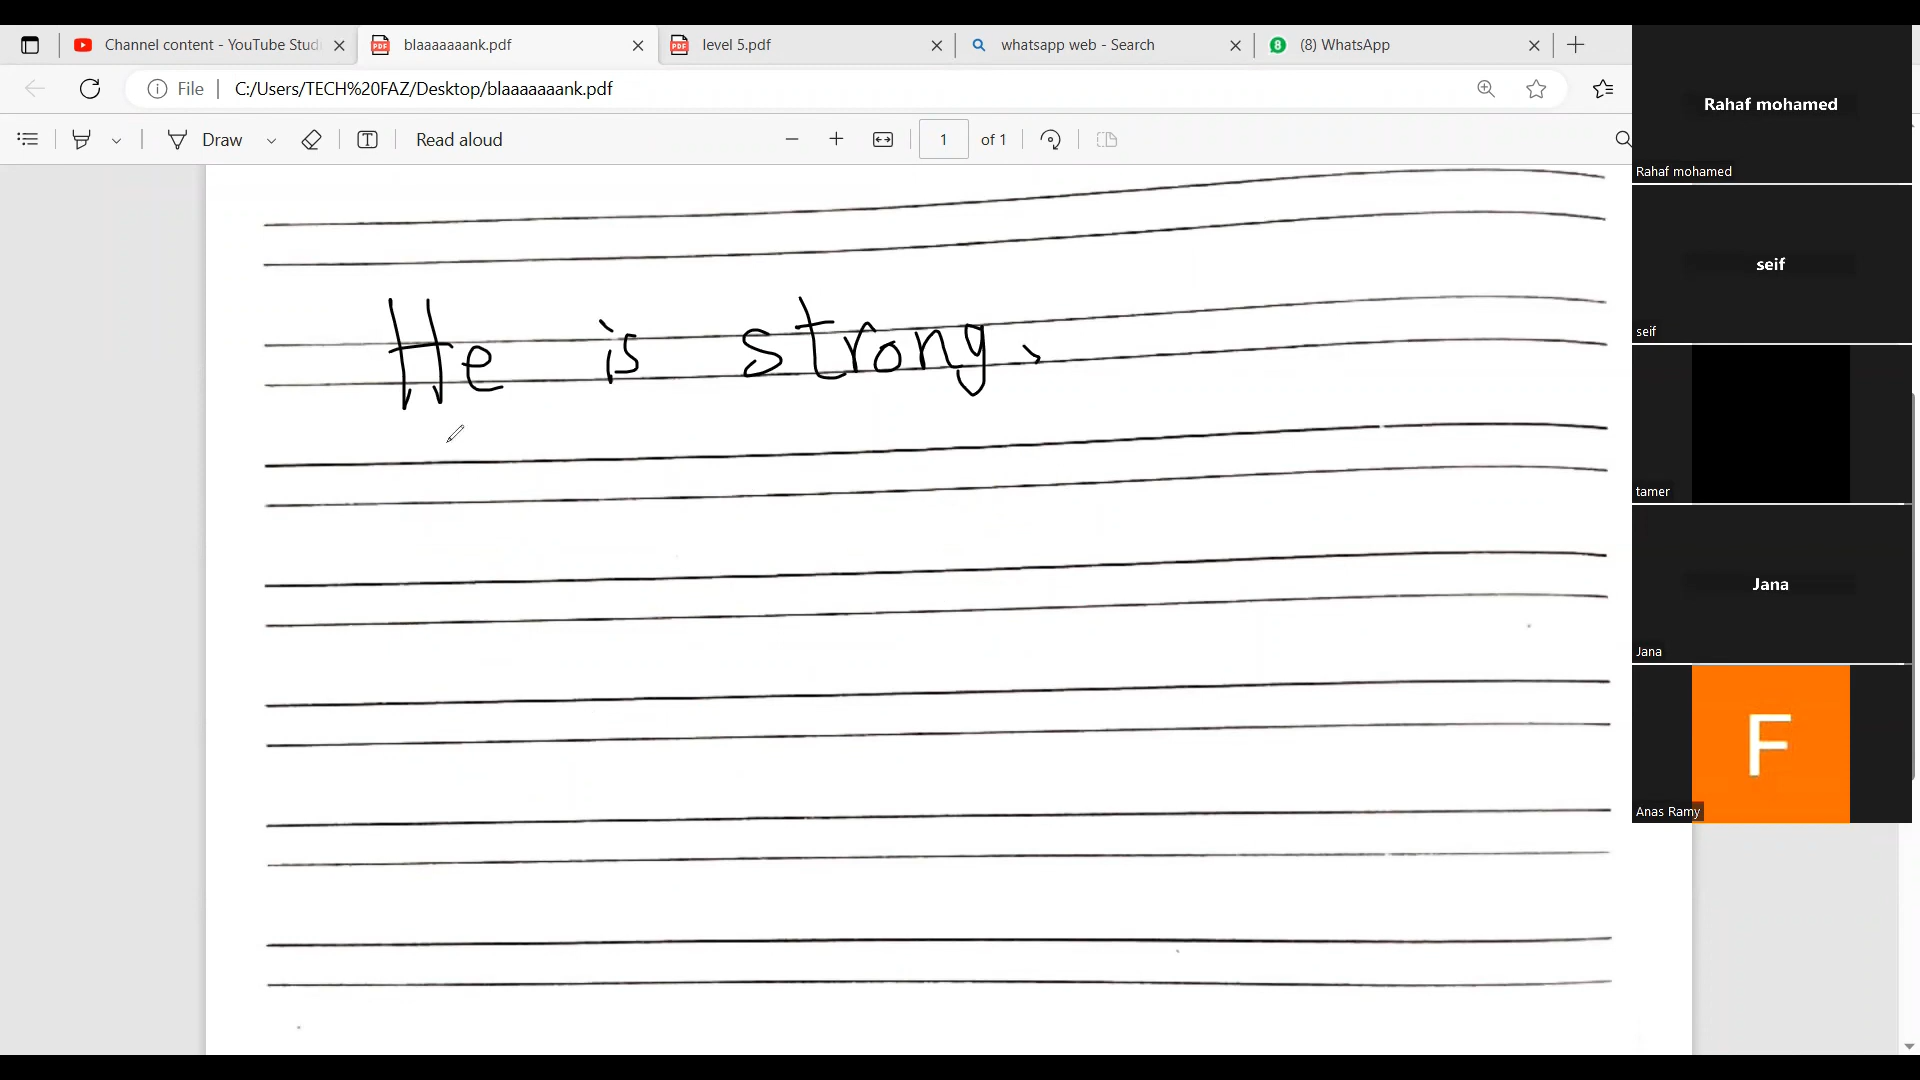 Channel content - YouTube Stud
blaaaaaaank.pdf
level 5.pdf
whatsapp web - Search
(8) WhatsApp
File
C:/Users/TECH%20FAZ/Desktop/blaaaaaaank.pdf
Draw
Read aloud
1
of 1
He is strong.
Rahaf mohamed
Rahaf mohamed
seif
seif
tamer
Jana
Jana
F
Anas Ramy